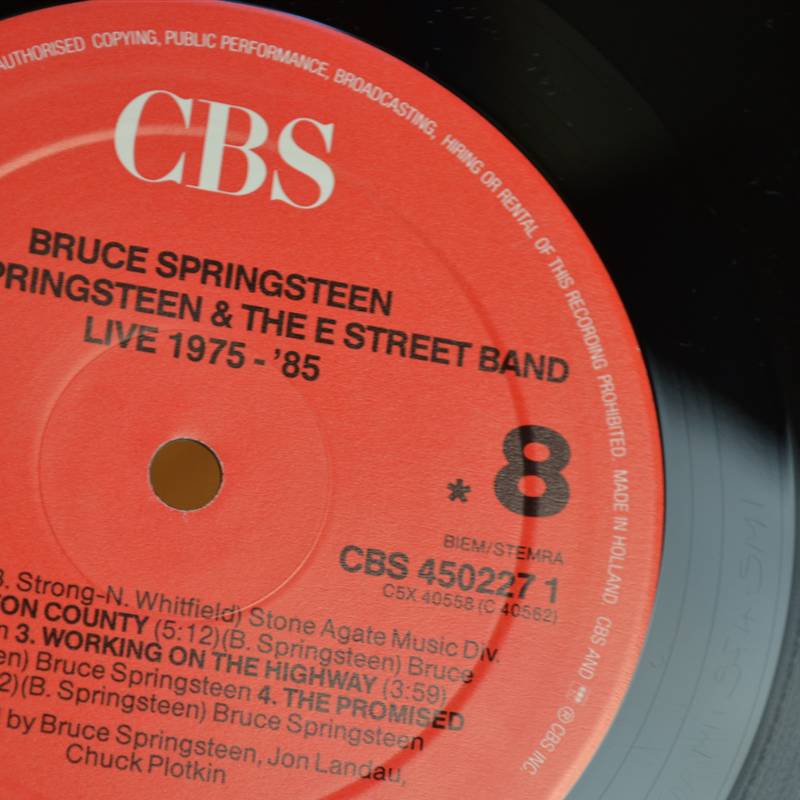 AUTHORISED COPYING, PUBLIC PERFORMANCE, BROADCASTING, HIRING OR RENTAL OF THIS RECORDING PROHIBITED MADE IN HOLLAND CBS AND ℗ CBS INC
CBS
BRUCE SPRINGSTEEN
PRINGSTEEN & THE E STREET BAND
LIVE 1975 - '85
* 8
BIEM/STEMRA
CBS 450227 1
C5X 40558 (C 40562)
. Strong-N. Whitfield) Stone Agate Music Div.
TON COUNTY (5:12)(B. Springsteen) Bruce
n 3. WORKING ON THE HIGHWAY (3:59)
en) Bruce Springsteen 4. THE PROMISED
2)(B. Springsteen) Bruce Springsteen
d by Bruce Springsteen, Jon Landau,
Chuck Plotkin